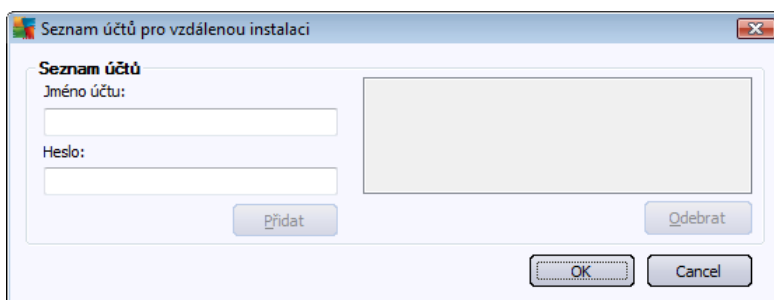 Seznam účtů pro vzdálenou instalaci
Seznam účtů
Jméno účtu:
Heslo:
Přidat
Odebrat
OK
Cancel